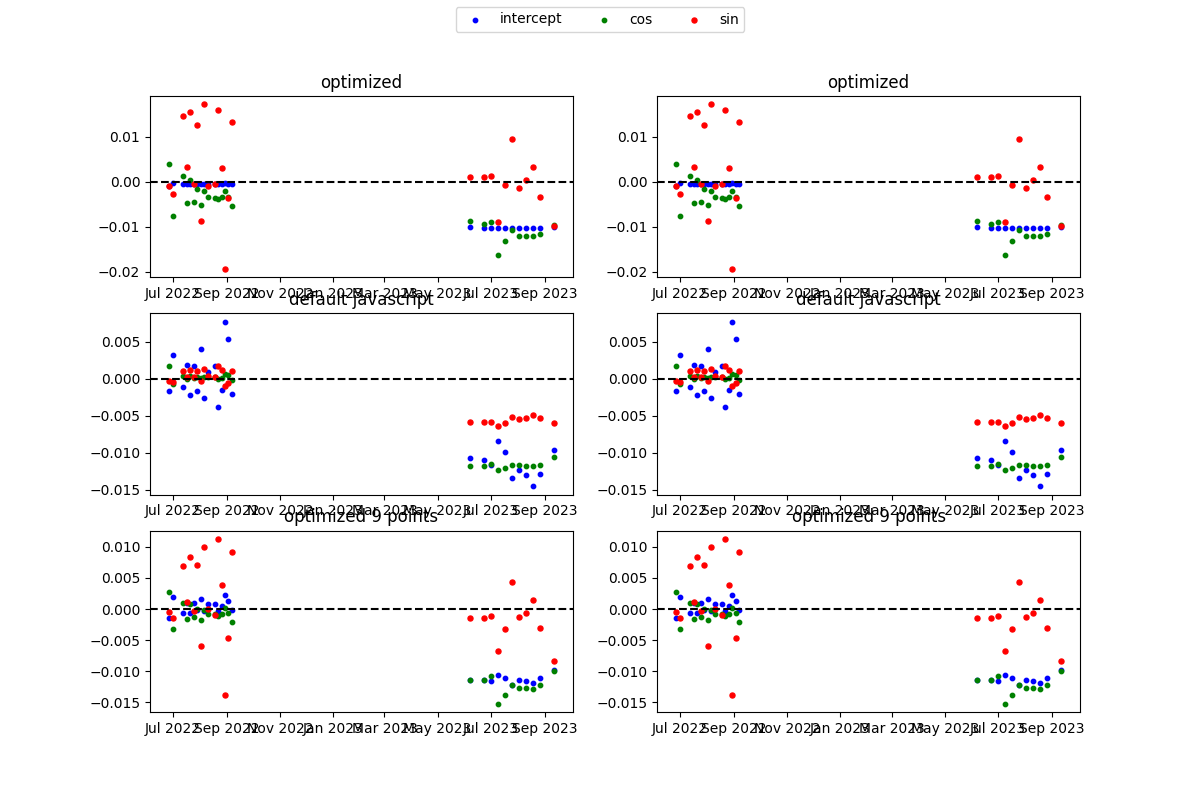 intercept cos sin
optimized optimized
0.01 0.01
0.00 0.00
−0.01 −0.01
−0.02 −0.02
Jul 2022 Sep 2022 Nov 2022 Jan 2023 Mar 2023 May 2023 Jul 2023 Sep 2023 Jul 2022 Sep 2022 Nov 2022 Jan 2023 Mar 2023 May 2023 Jul 2023 Sep 2023
default javascript default javascript
0.005 0.005
0.000 0.000
−0.005 −0.005
−0.010 −0.010
−0.015 −0.015
Jul 2022 Sep 2022 Nov 2022 Jan 2023 Mar 2023 May 2023 Jul 2023 Sep 2023 Jul 2022 Sep 2022 Nov 2022 Jan 2023 Mar 2023 May 2023 Jul 2023 Sep 2023
optimized 9 points optimized 9 points
0.010 0.010
0.005 0.005
0.000 0.000
−0.005 −0.005
−0.010 −0.010
−0.015 −0.015
Jul 2022 Sep 2022 Nov 2022 Jan 2023 Mar 2023 May 2023 Jul 2023 Sep 2023 Jul 2022 Sep 2022 Nov 2022 Jan 2023 Mar 2023 May 2023 Jul 2023 Sep 2023